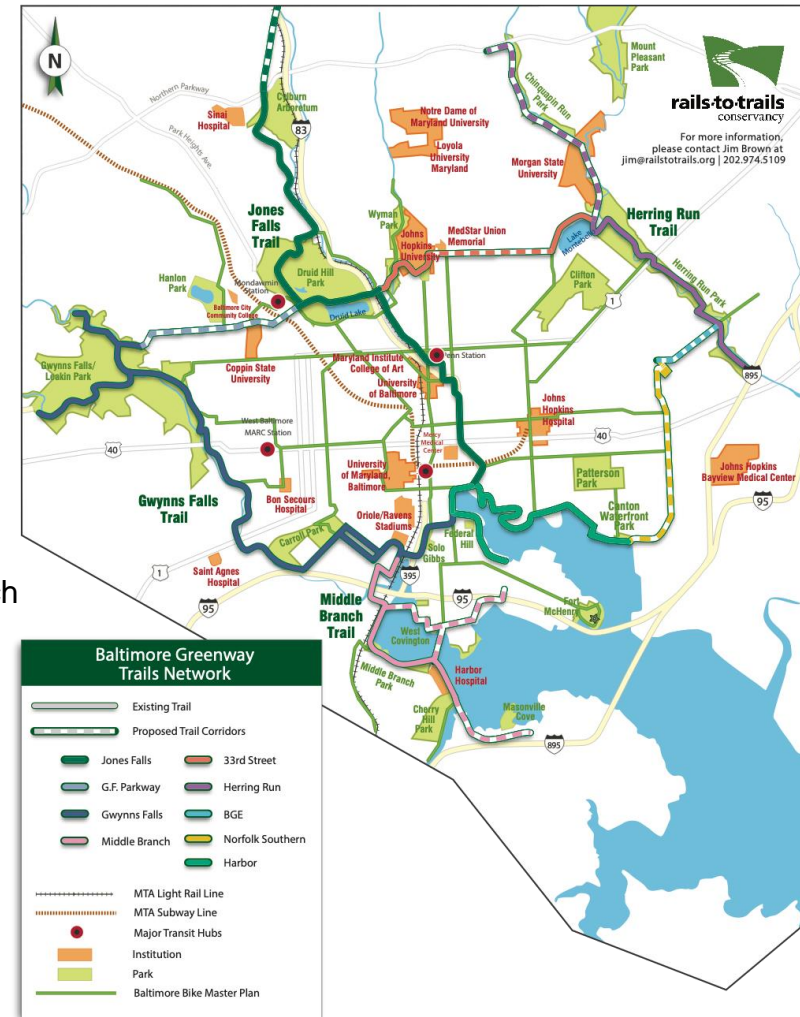 N
Northern Parkway
Park Heights Ave.
Sinai
Hospital
Cylburn
Arboretum
83
Notre Dame of
Maryland University
Loyola
University
Maryland
Mount
Pleasant
Park
Chinquapin Run
Park
Morgan State
University
rails-to-trails
conservancy
For more information,
please contact Jim Brown at
jim@railstotrails.org | 202.974.5109
Jones
Falls
Trail
Wyman
Park
Johns
Hopkins
University
MedStar Union
Memorial
Lake
Montebello
Herring Run
Trail
Herring Run Park
Hanlon
Park
Mondawmin
Station
Druid Hill
Park
Druid Lake
Baltimore City
Community College
Clifton
Park
1
Gwynns Falls/
Leakin Park
Coppin State
University
Maryland Institute
College of Art
University
of Baltimore
Penn Station
895
West Baltimore
MARC Station
40
Mercy
Medical
Center
Johns
Hopkins
Hospital
40
University
of Maryland,
Baltimore
Patterson
Park
Johns Hopkins
Bayview Medical Center
95
Gwynns Falls
Trail
Bon Secours
Hospital
Oriole/Ravens
Stadiums
Canton
Waterfront
Park
Carroll Park
Federal
Hill
Solo
Gibbs
Saint Agnes
Hospital
1
95
395
95
Fort
McHenry
ch
Middle
Branch
Trail
West
Covington
Middle Branch
Park
Harbor
Hospital
Cherry
Hill
Park
Masonville
Cove
895
Baltimore Greenway
Trails Network
Existing Trail
Proposed Trail Corridors
Jones Falls
33rd Street
G.F. Parkway
Herring Run
Gwynns Falls
BGE
Middle Branch
Norfolk Southern
Harbor
MTA Light Rail Line
MTA Subway Line
Major Transit Hubs
Institution
Park
Baltimore Bike Master Plan